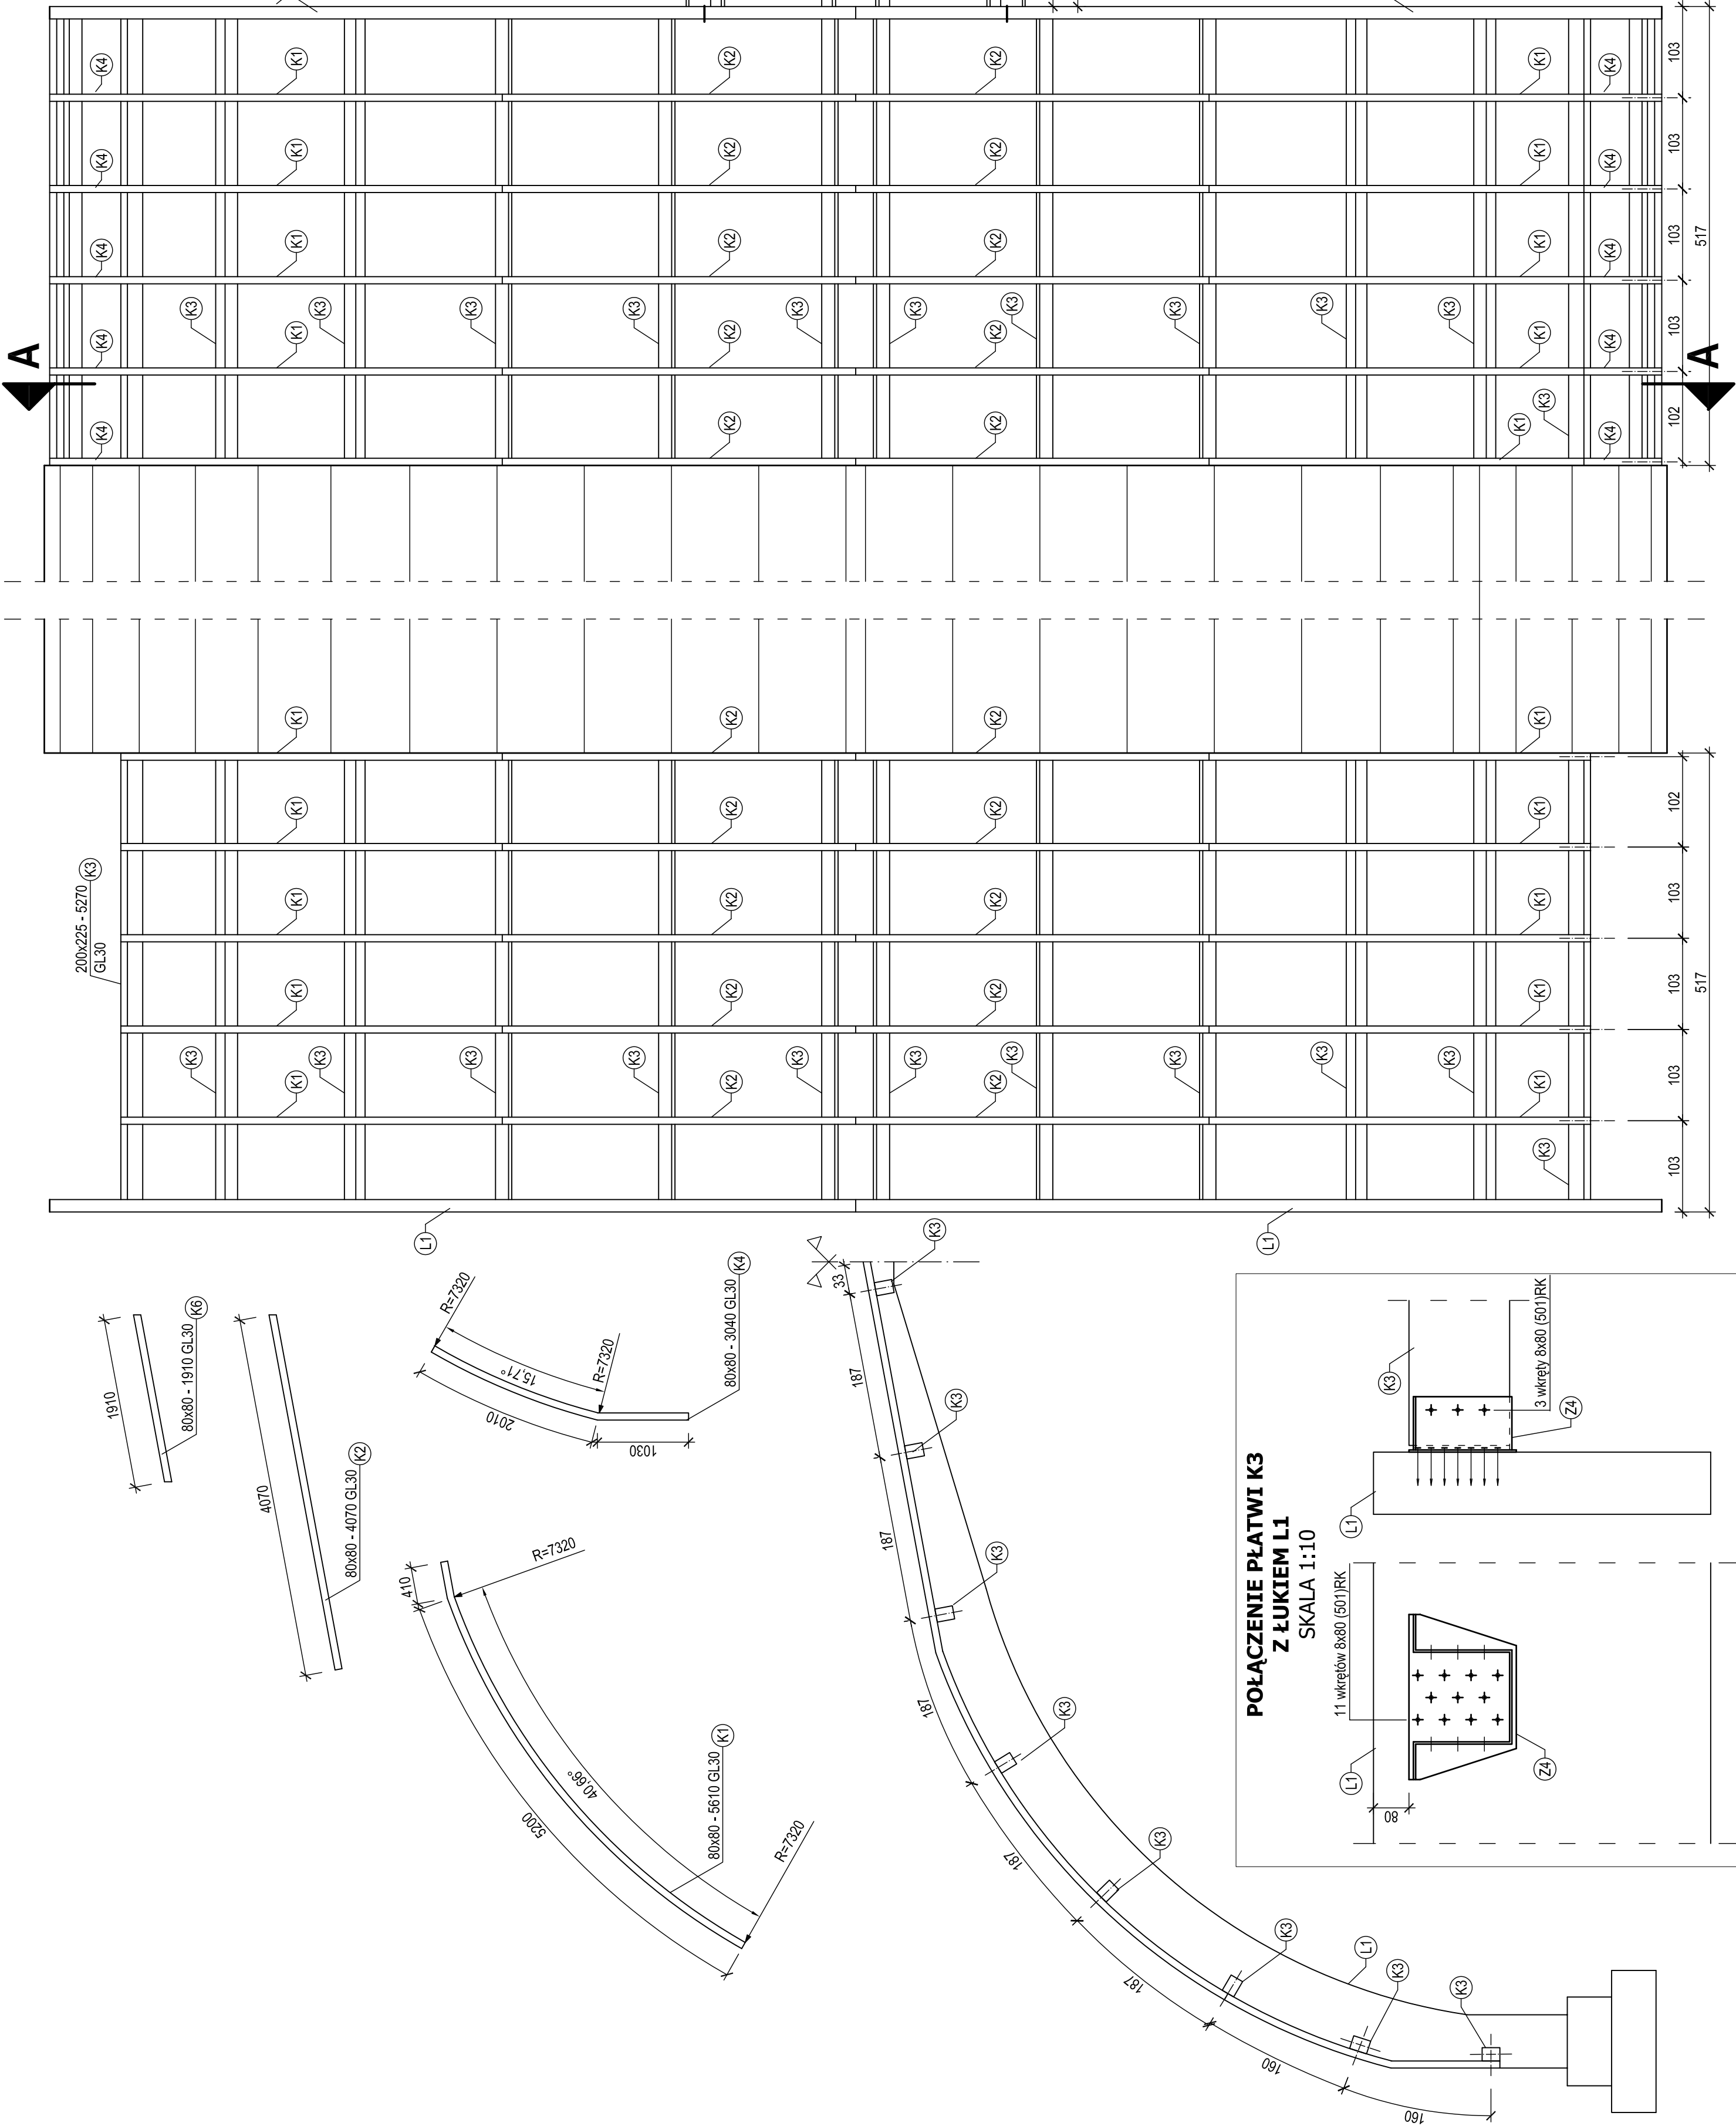 K4
K1
K2
K2
K1
K4
103
K4
K1
K2
K2
K1
K4
103
K4
K1
K2
K2
K1
K4
103
517
K3
K3
K3
K3
K3
K3
K3
K3
K3
K3
A
K4
K1
K2
K2
K1
K4
103
A
K4
K2
K2
K1
K3
K4
102
K1
K2
K2
K1
K1
K2
K2
K1
102
200x225 - 5270
GL30
K3
K1
K2
K2
K1
103
K1
K2
K2
K1
103
517
K3
K3
K3
K3
K3
K3
K3
K3
K3
K3
K1
K2
K2
K1
103
K3
103
L1
L1
1910
80x80 - 1910 GL30
K6
4070
80x80 - 4070 GL30
K2
R=7320
15,71°
R=7320
2010
1030
80x80 - 3040 GL30
K4
410
R=7320
40,66°
5200
80x80 - 5610 GL30
K1
R=7320
33
K3
187
K3
187
K3
187
K3
187
K3
187
K3
L1
160
K3
160
K3
POŁĄCZENIE PŁATWI K3
Z ŁUKIEM L1
SKALA 1:10
11 wkrętów 8x80 (501)RK
L1
80
Z4
L1
K3
3 wkręty 8x80 (501)RK
Z4